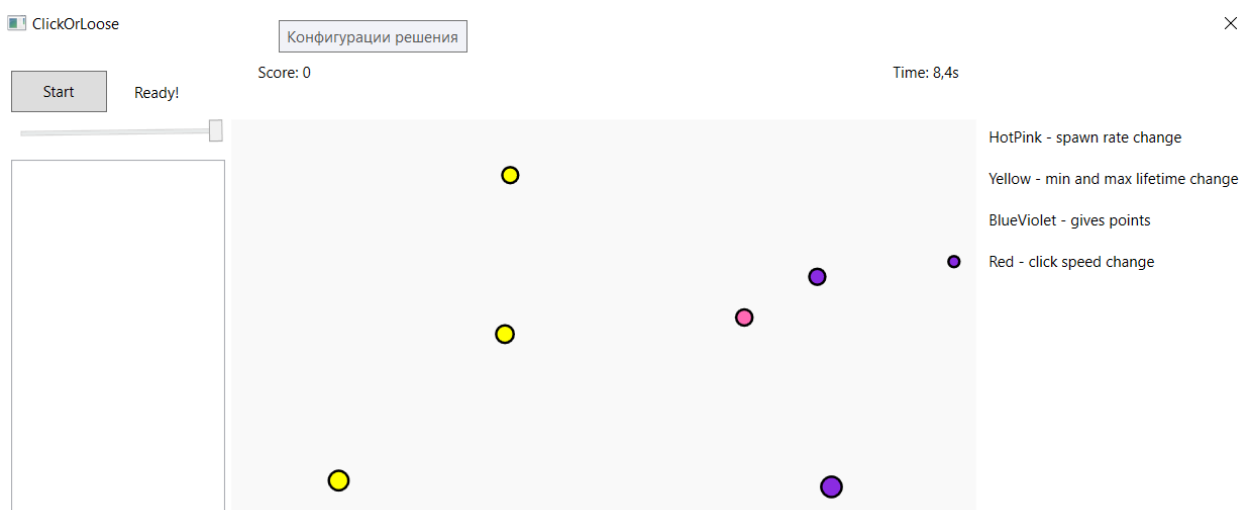 ClickOrLoose
Конфигурации решения
Score: 0
Time: 8,4s
Start
Ready!
HotPink - spawn rate change
Yellow - min and max lifetime change
BlueViolet - gives points
Red - click speed change